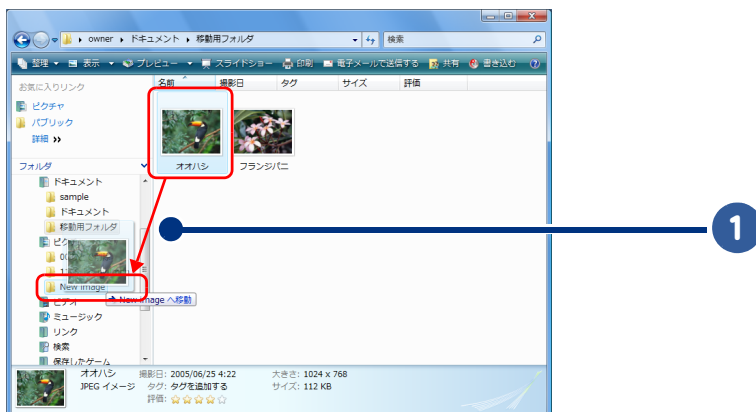 owner ▸ ドキュメント ▸ 移動用フォルダ
検索
整理 表示 プレビュー スライドショー 印刷 電子メールで送信する 共有 書き込む
お気に入りリンク
ピクチャ
パブリック
詳細 >>
フォルダ
名前 撮影日 タグ サイズ 評価
オオハシ フランジパニ
ドキュメント
sample
ドキュメント
移動用フォルダ
New Image
ビデオ
New Image へ移動
ミュージック
リンク
検索
保存したゲーム
オオハシ 撮影日: 2005/06/25 4:22 大きさ: 1024 x 768
JPEG イメージ タグ: タグを追加する サイズ: 112 KB
評価:
1